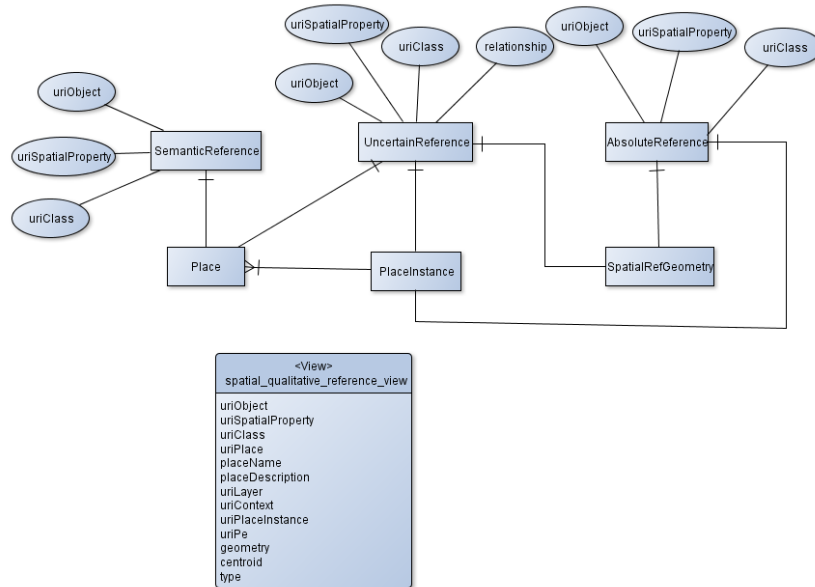 uriSpatialProperty
uriObject
uriSpatialProperty
uriClass
relationship
uriClass
uriObject
uriObject
SemanticReference
UncertainReference
AbsoluteReference
uriSpatialProperty
uriClass
Place
PlaceInstance
SpatialRefGeometry
<View>
spatial_qualitative_reference_view
uriObject
uriSpatialProperty
uriClass
uriPlace
placeName
placeDescription
uriLayer
uriContext
uriPlaceInstance
uriPe
geometry
centroid
type